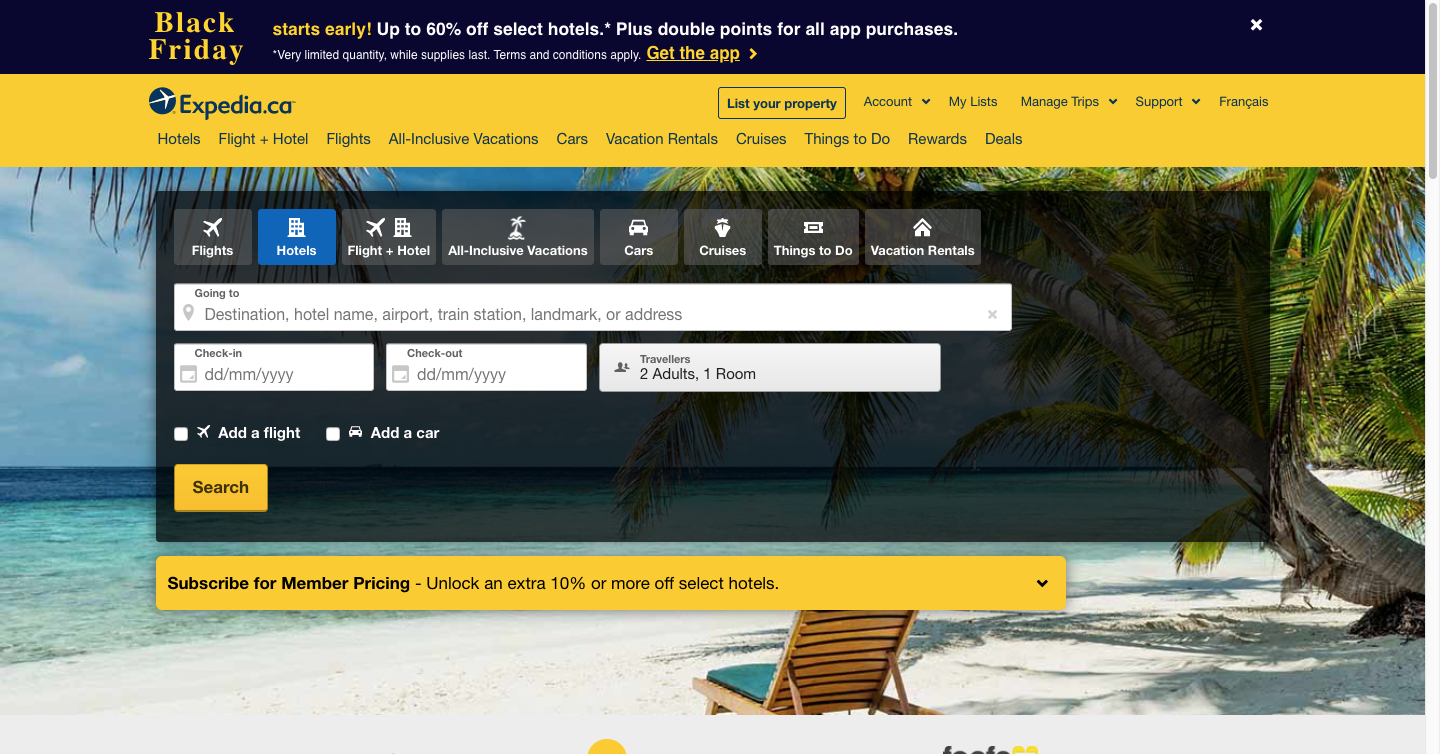 Black
Friday
starts early! Up to 60% off select hotels.* Plus double points for all app purchases.
*Very limited quantity, while supplies last. Terms and conditions apply. Get the app
Expedia.ca
List your property
Account
My Lists
Manage Trips
Support
Français
Hotels
Flight + Hotel
Flights
All-Inclusive Vacations
Cars
Vacation Rentals
Cruises
Things to Do
Rewards
Deals
Flights
Hotels
Flight + Hotel
All-Inclusive Vacations
Cars
Cruises
Things to Do
Vacation Rentals
Going to
Destination, hotel name, airport, train station, landmark, or address
Check-in
dd/mm/yyyy
Check-out
dd/mm/yyyy
Travellers
2 Adults, 1 Room
Add a flight
Add a car
Search
Subscribe for Member Pricing - Unlock an extra 10% or more off select hotels.